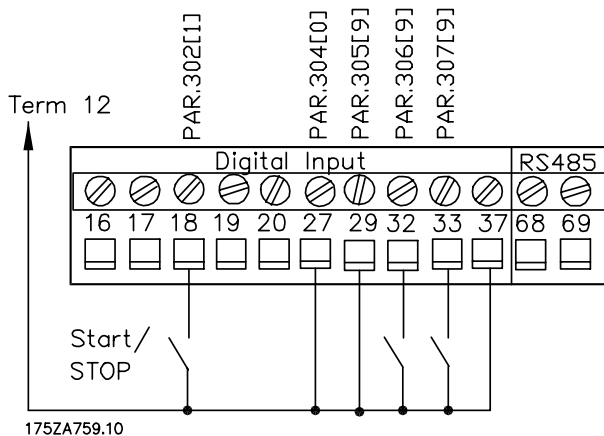 PAR.302[1] PAR.304[0] PAR.305[9] PAR.306[9] PAR.307[9]
Term 12
Digital Input RS485
16 17 18 19 20 27 29 32 33 37 68 69
Start/
STOP
175ZA759.10